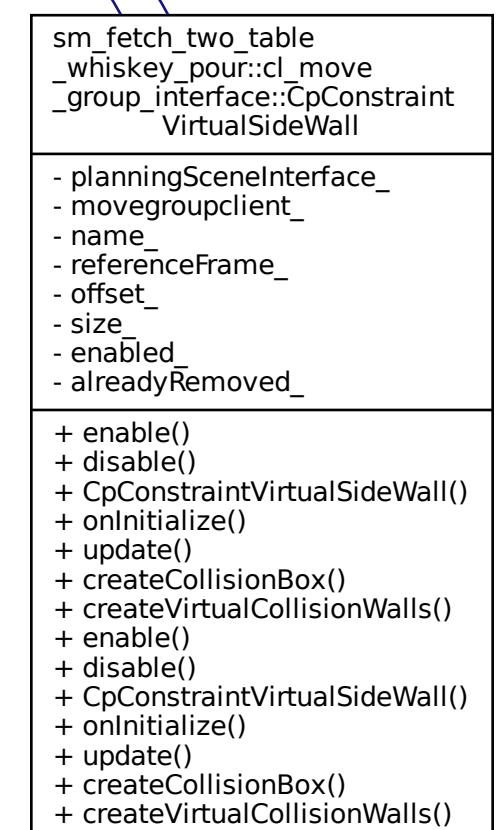 sm_fetch_two_table
_whiskey_pour::cl_move
_group_interface::CpConstraint
VirtualSideWall
- planningSceneInterface_
- movegroupclient_
- name_
- referenceFrame_
- offset_
- size_
- enabled_
- alreadyRemoved_
+ enable()
+ disable()
+ CpConstraintVirtualSideWall()
+ onInitialize()
+ update()
+ createCollisionBox()
+ createVirtualCollisionWalls()
+ enable()
+ disable()
+ CpConstraintVirtualSideWall()
+ onInitialize()
+ update()
+ createCollisionBox()
+ createVirtualCollisionWalls()